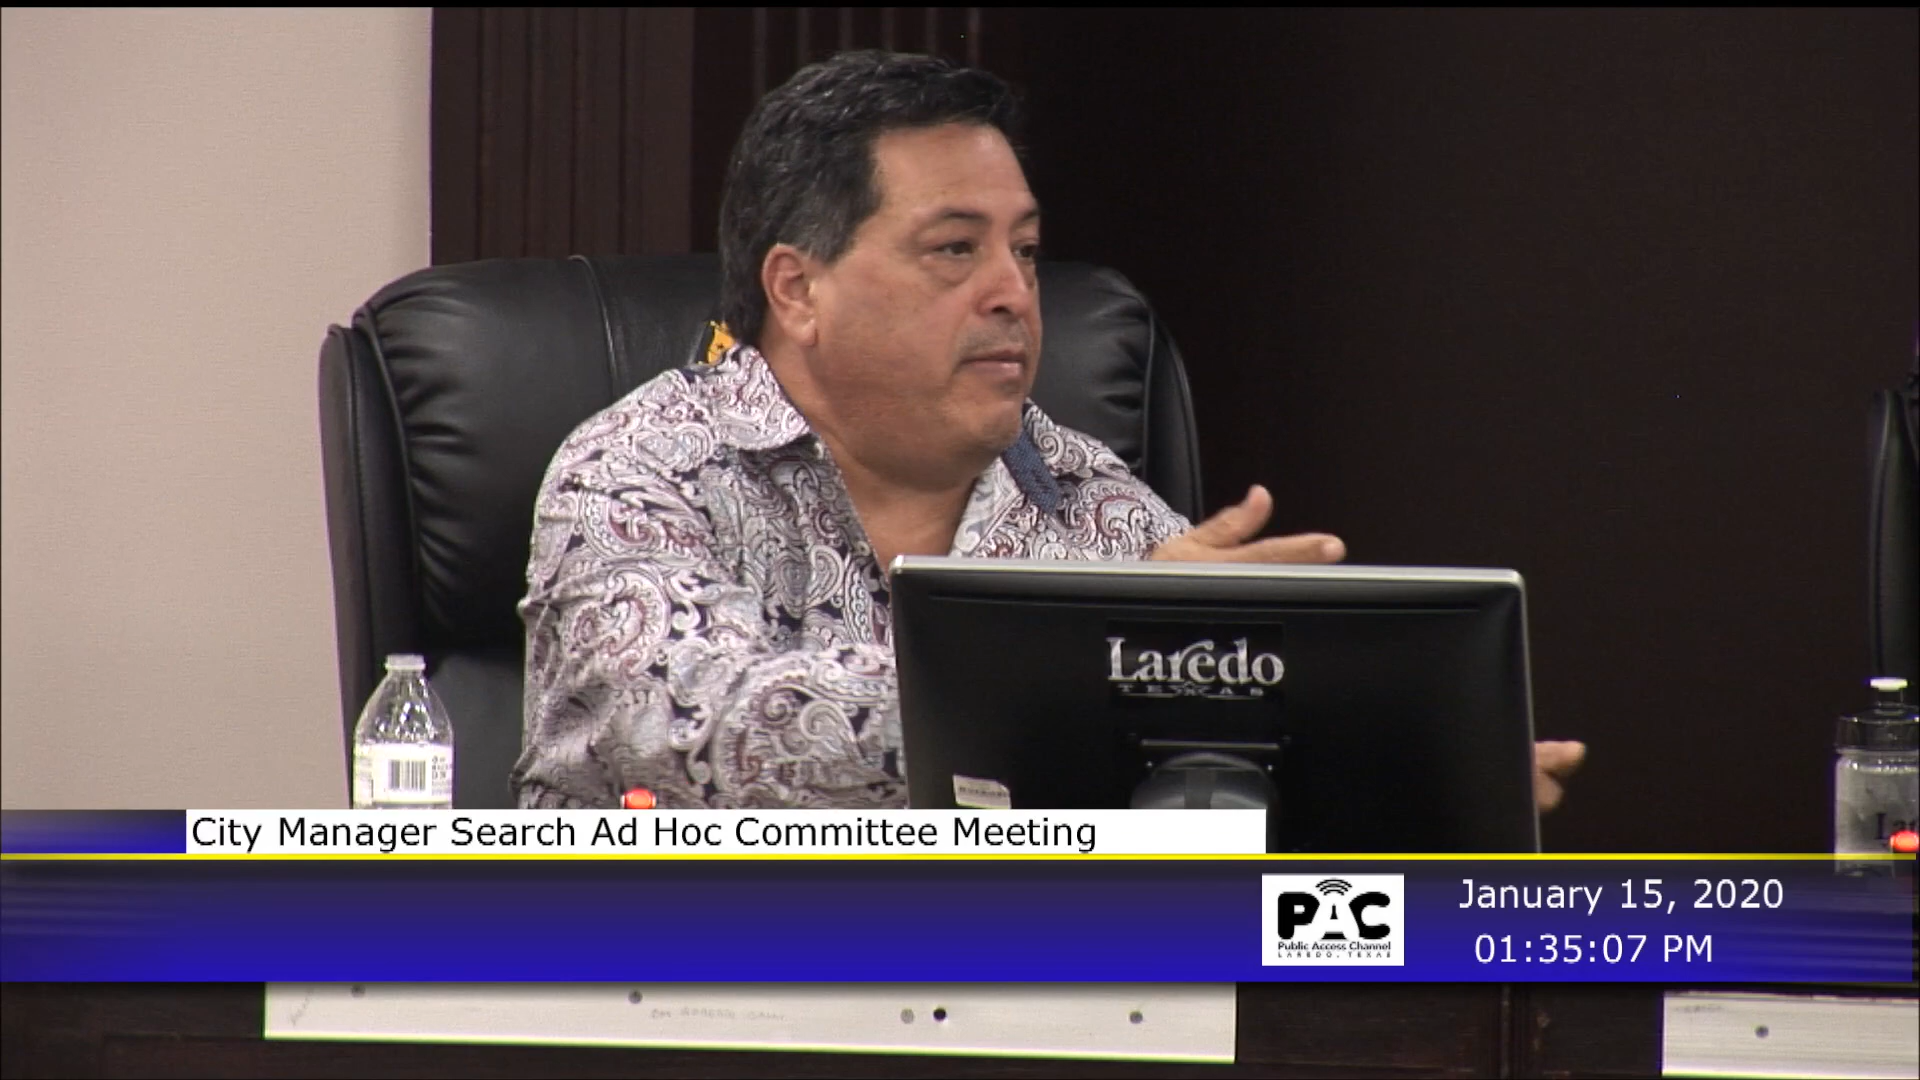 Laredo
TEXAS
City Manager Search Ad Hoc Committee Meeting
PAC
Public Access Channel
LAREDO, TEXAS
January 15, 2020
01:35:07 PM